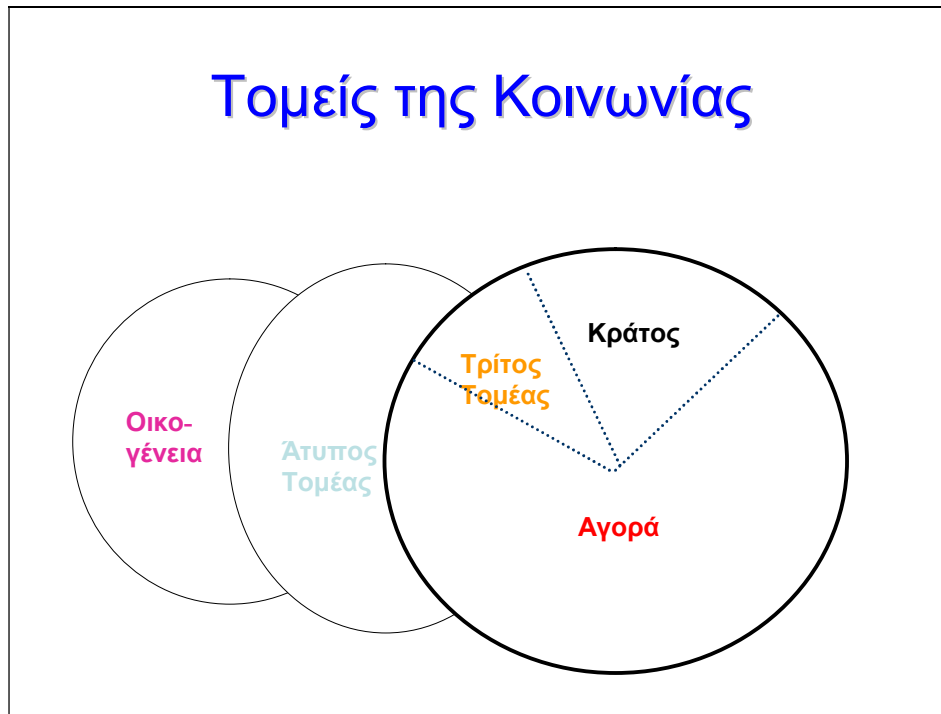 Τομείς της Κοινωνίας
Κράτος
Τρίτος
Τομέας
Οικο-
γένεια
Άτυπος
Τομέας
Αγορά